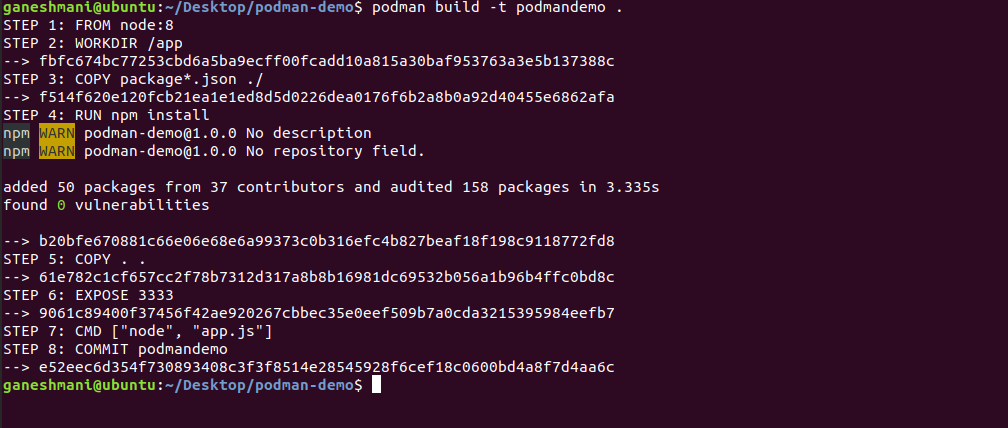 ganeshmani@ubuntu:~/Desktop/podman-demo$ podman build -t podmandemo .
STEP 1: FROM node:8
STEP 2: WORKDIR /app
--> fbfc674bc77253cbd6a5ba9ecff00fcadd10a815a30baf953763a3e5b137388c
STEP 3: COPY package*.json ./
--> f514f620e120fcb21ea1e1ed8d5d0226dea0176f6b2a8b0a92d40455e6862afa
STEP 4: RUN npm install
npm WARN podman-demo@1.0.0 No description
npm WARN podman-demo@1.0.0 No repository field.
added 50 packages from 37 contributors and audited 158 packages in 3.335s
found 0 vulnerabilities
--> b20bfe670881c66e06e68e6a99373c0b316efc4b827beaf18f198c9118772fd8
STEP 5: COPY . .
--> 61e782c1cf657cc2f78b7312d317a8b8b16981dc69532b056a1b96b4ffc0bd8c
STEP 6: EXPOSE 3333
--> 9061c89400f37456f42ae920267cbbec35e0eef509b7a0cda3215395984eefb7
STEP 7: CMD ["node", "app.js"]
STEP 8: COMMIT podmandemo
--> e52eec6d354f730893408c3f3f8514e28545928f6cef18c0600bd4a8f7d4aa6c
ganeshmani@ubuntu:~/Desktop/podman-demo$